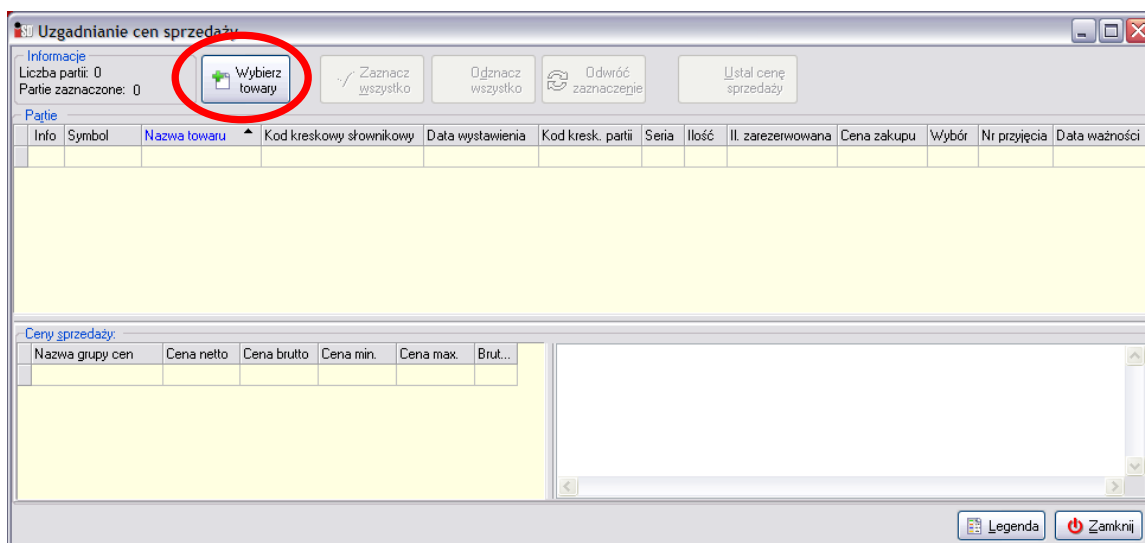 Uzgadnianie cen sprzedaży
Informacje
Liczba partii: 0
Partie zaznaczone: 0
Wybierz
towary
Zaznacz
wszystko
Odznacz
wszystko
Odwróć
zaznaczenie
Ustal cenę
sprzedaży
Partie
Info Symbol Nazwa towaru Kod kreskowy słownikowy Data wystawienia Kod kresk. partii Seria Ilość Il. zarezerwowana Cena zakupu Wybór Nr przyjęcia Data ważności
Ceny sprzedaży:
Nazwa grupy cen Cena netto Cena brutto Cena min. Cena max. Brut...
Legenda Zamknij